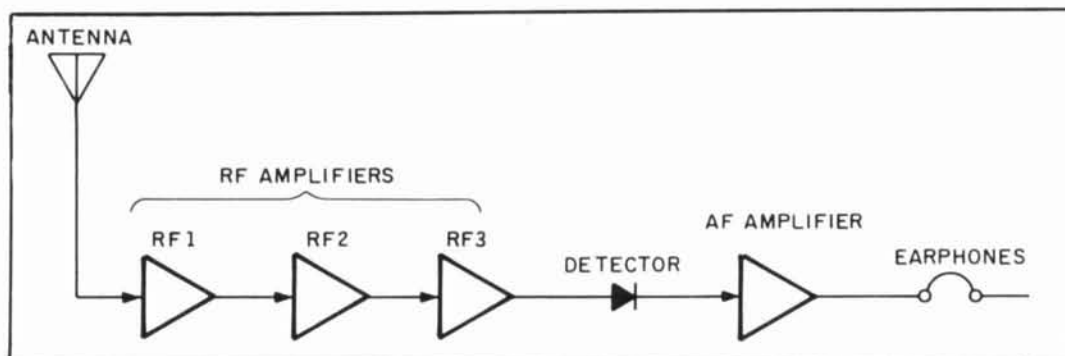 ANTENNA
RF AMPLIFIERS
RF1
RF2
RF3
DETECTOR
AF AMPLIFIER
EARPHONES